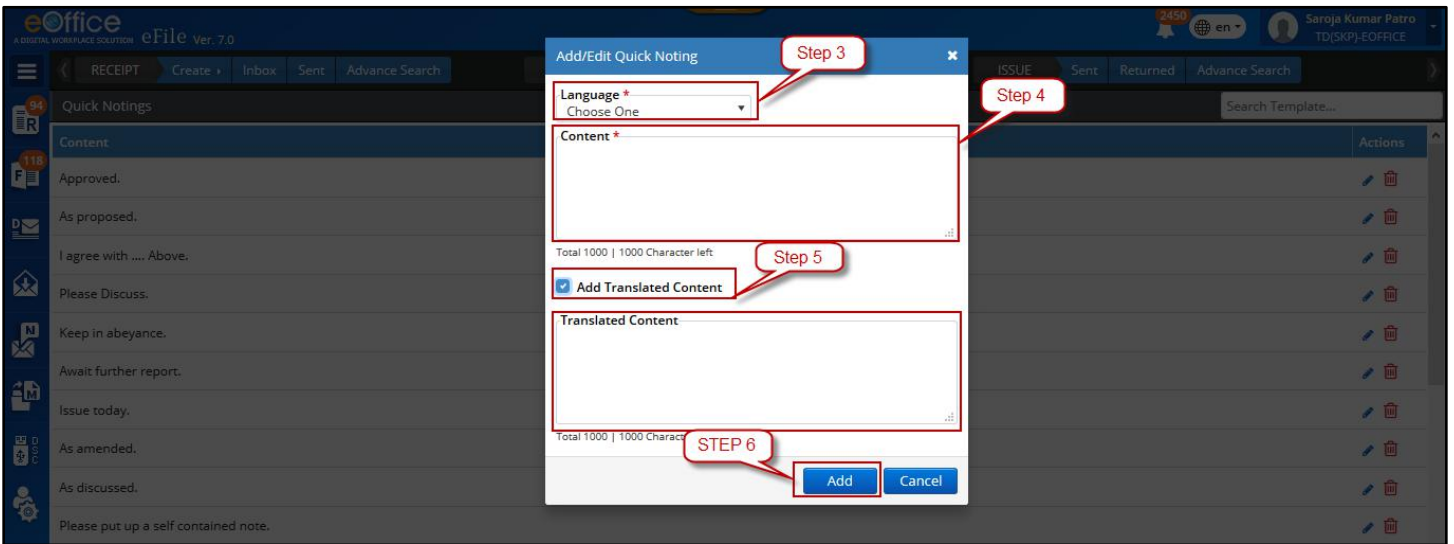 eOffice
A DIGITAL WORKPLACE SOLUTION
eFile Ver. 7.0
2450
en
Saroja Kumar Patro
TD(SKP)-EOFFICE
RECEIPT Create Inbox Sent Advance Search
ISSUE Sent Returned Advance Search
94
R
118
F
D
N
M
DSC
Quick Notings
Search Template...
Content
Actions
Approved.
As proposed.
I agree with .... Above.
Please Discuss.
Keep in abeyance.
Await further report.
Issue today.
As amended.
As discussed.
Please put up a self contained note.
Add/Edit Quick Noting
Step 3
Language *
Choose One
Step 4
Content *
Total 1000 | 1000 Character left
Step 5
Add Translated Content
Translated Content
Total 1000 | 1000 Charact
STEP 6
Add Cancel